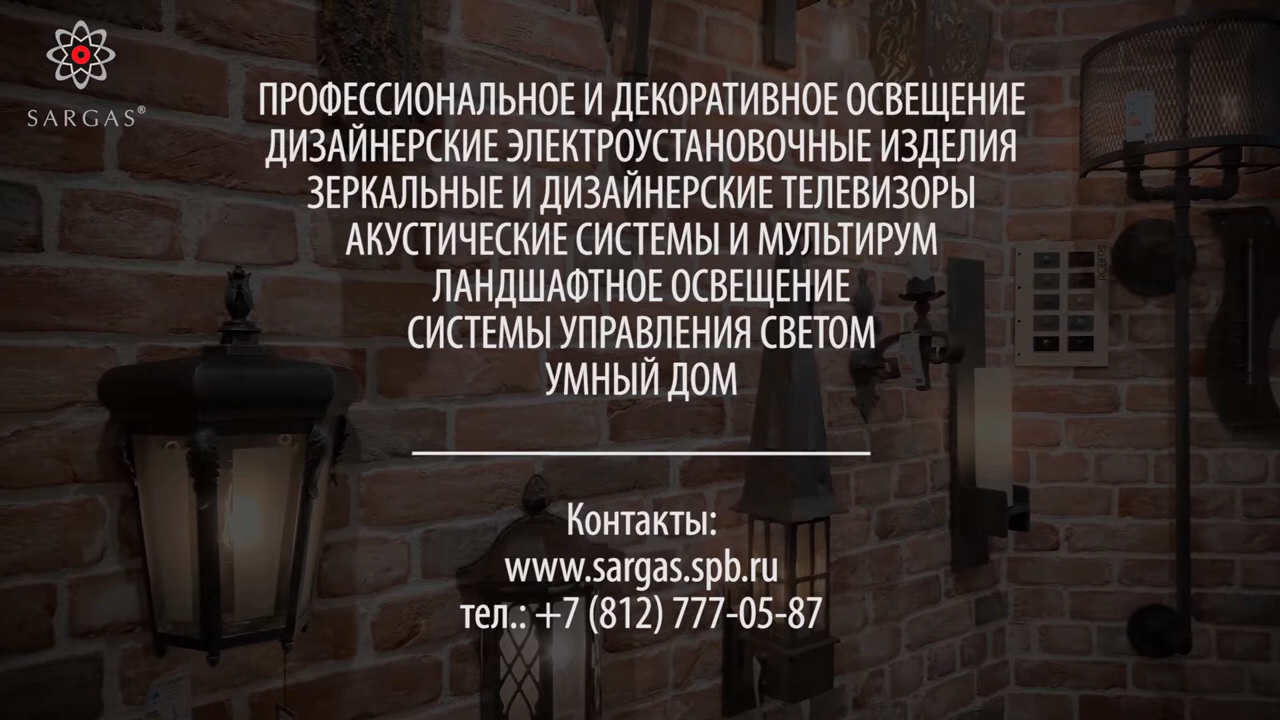 SARGAS®
ПРОФЕССИОНАЛЬНОЕ И ДЕКОРАТИВНОЕ ОСВЕЩЕНИЕ
ДИЗАЙНЕРСКИЕ ЭЛЕКТРОУСТАНОВОЧНЫЕ ИЗДЕЛИЯ
ЗЕРКАЛЬНЫЕ И ДИЗАЙНЕРСКИЕ ТЕЛЕВИЗОРЫ
АКУСТИЧЕСКИЕ СИСТЕМЫ И МУЛЬТИРУМ
ЛАНДШАФТНОЕ ОСВЕЩЕНИЕ
СИСТЕМЫ УПРАВЛЕНИЯ СВЕТОМ
УМНЫЙ ДОМ
Контакты:
www.sargas.spb.ru
тел.: +7 (812) 777-05-87